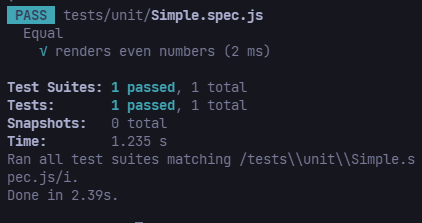 PASS tests/unit/Simple.spec.js
Equal
√ renders even numbers (2 ms)
Test Suites: 1 passed, 1 total
Tests: 1 passed, 1 total
Snapshots: 0 total
Time: 1.235 s
Ran all test suites matching /tests\\unit\\Simple.s
pec.js/i.
Done in 2.39s.